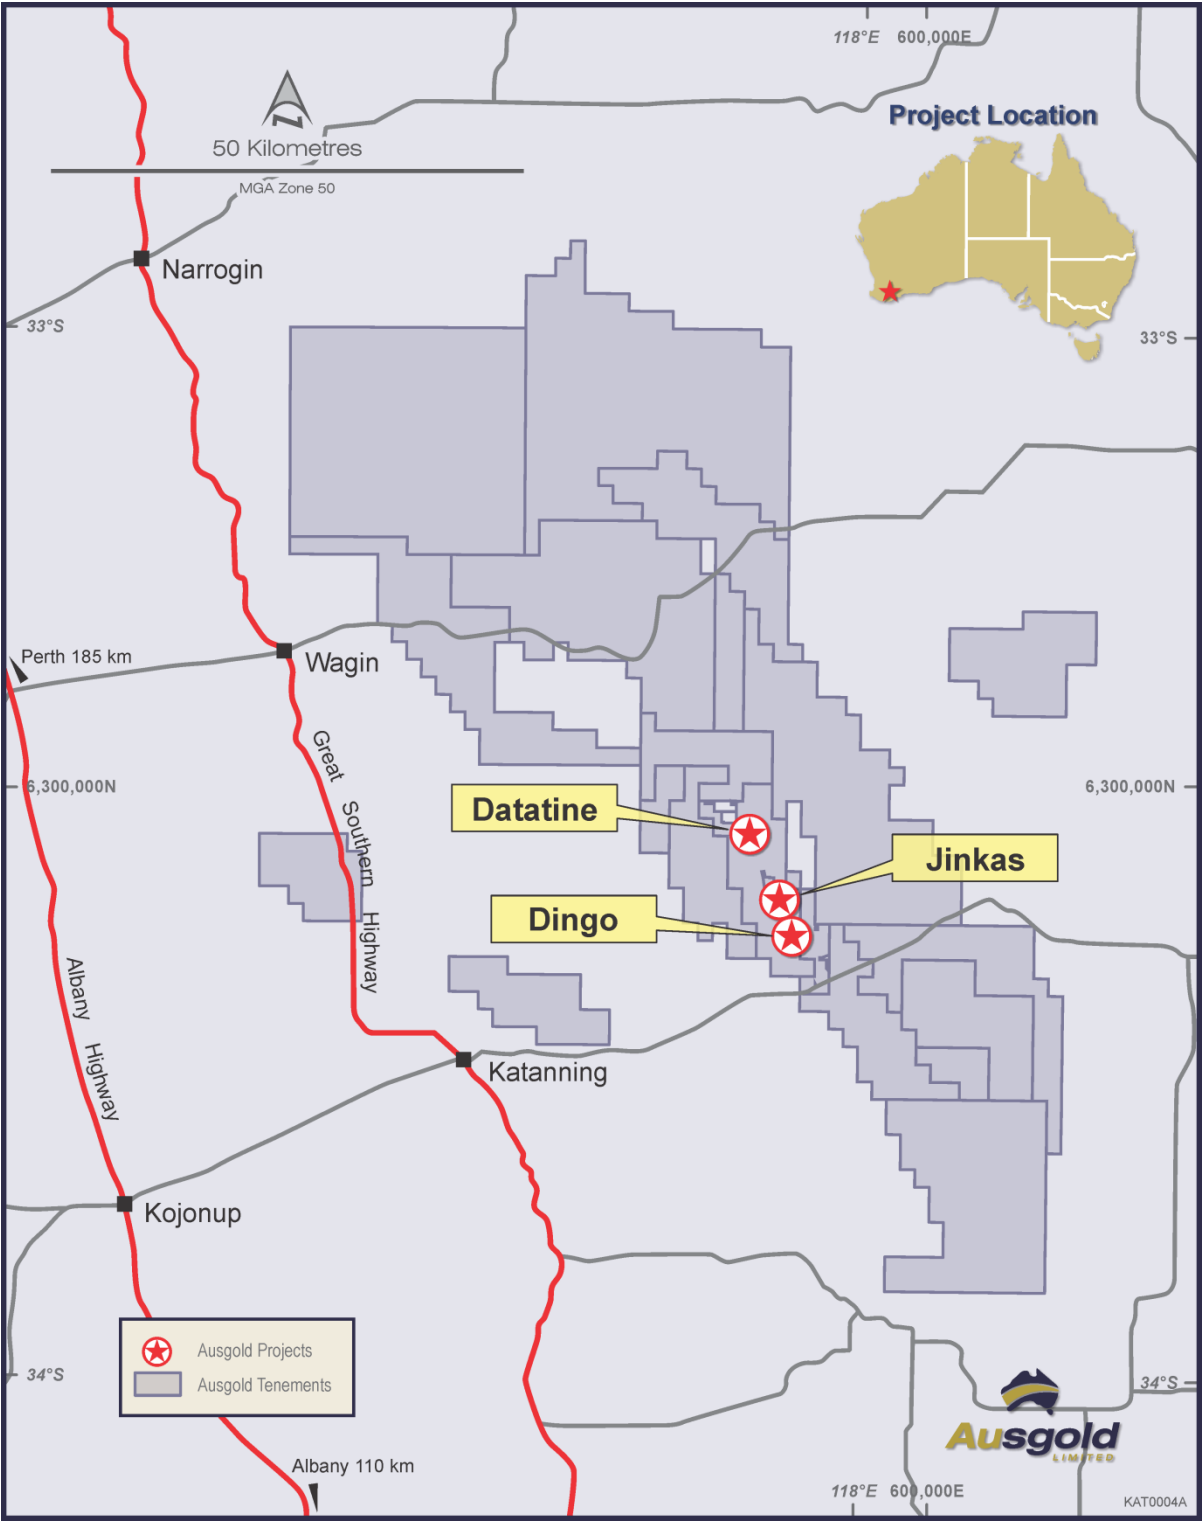 118°E 600,000E
Project Location
50 Kilometres
MGA Zone 50
Narrogin
33°S
33°S
Perth 185 km
Wagin
Great Southern Highway
6,300,000N
6,300,000N
Datatine
Jinkas
Dingo
Albany Highway
Katanning
Kojonup
Ausgold Projects
Ausgold Tenements
34°S
34°S
Ausgold
LIMITED
Albany 110 km
118°E 600,000E
KAT0004A